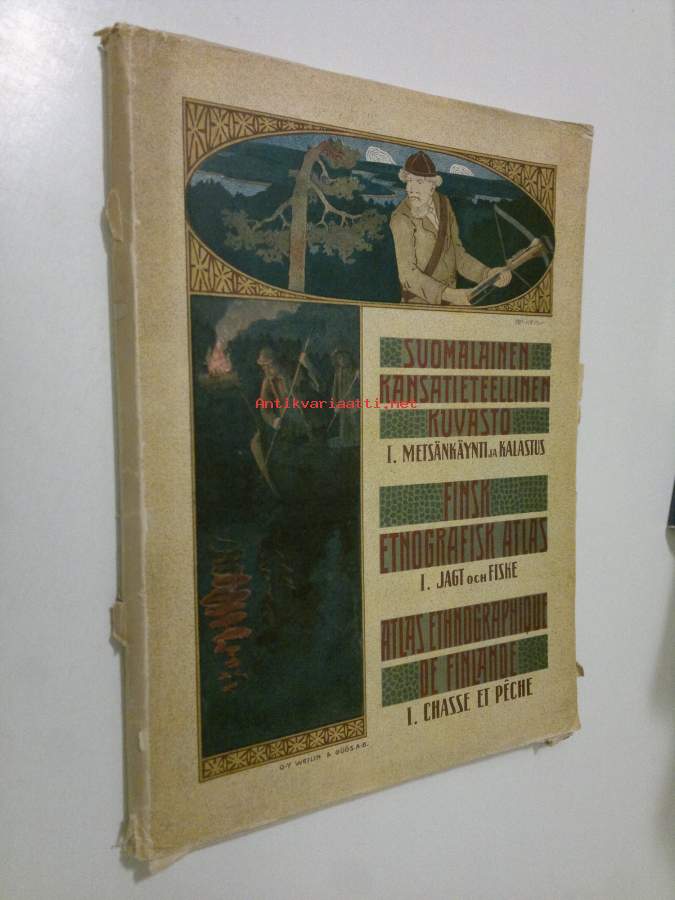 SUOMALAINEN
KANSATIETEELLINEN
KUVASTO
I. METSÄNKÄYNTI JA KALASTUS
FINSK
ETNOGRAFISK ATLAS
I. JAGT OCH FISKE
ATLAS ETHNOGRAPHIQUE
DE FINLANDE
I. CHASSE ET PÊCHE
O-Y WEILIN & GÖÖS A-B.
Antikvariaatti.net